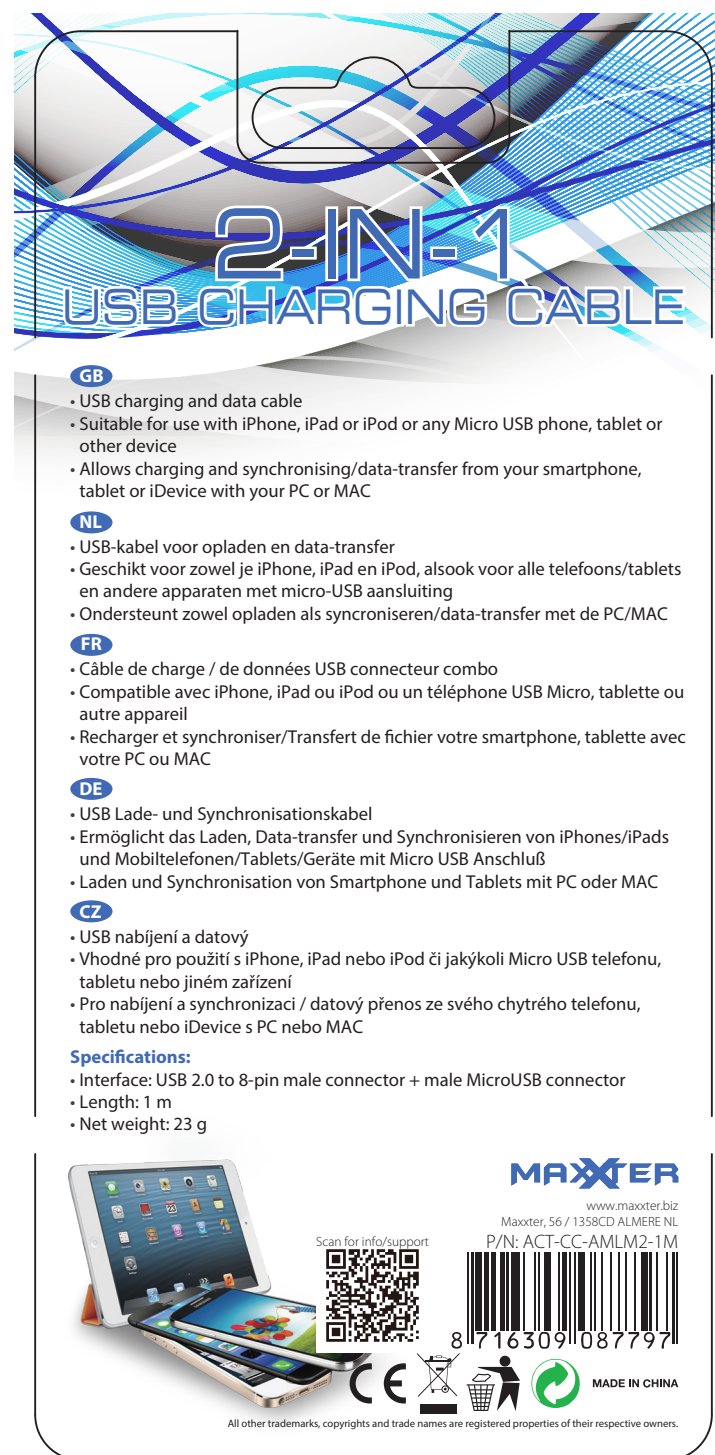 2-IN-1
USB CHARGING CABLE
GB
• USB charging and data cable
• Suitable for use with iPhone, iPad or iPod or any Micro USB phone, tablet or
other device
• Allows charging and synchronising/data-transfer from your smartphone,
tablet or iDevice with your PC or MAC
NL
• USB-kabel voor opladen en data-transfer
• Geschikt voor zowel je iPhone, iPad en iPod, alsook voor alle telefoons/tablets
en andere apparaten met micro-USB aansluiting
• Ondersteunt zowel opladen als syncroniseren/data-transfer met de PC/MAC
FR
• Câble de charge / de données USB connecteur combo
• Compatible avec iPhone, iPad ou iPod ou un téléphone USB Micro, tablette ou
autre appareil
• Recharger et synchroniser/Transfert de fichier votre smartphone, tablette avec
votre PC ou MAC
DE
• USB Lade- und Synchronisationskabel
• Ermöglicht das Laden, Data-transfer und Synchronisieren von iPhones/iPads
und Mobiltelefonen/Tablets/Geräte mit Micro USB Anschluß
• Laden und Synchronisation von Smartphone und Tablets mit PC oder MAC
CZ
• USB nabíjení a datový
• Vhodné pro použití s iPhone, iPad nebo iPod či jakýkoli Micro USB telefonu,
tabletu nebo jiném zařízení
• Pro nabíjení a synchronizaci / datový přenos ze svého chytrého telefonu,
tabletu nebo iDevice s PC nebo MAC
Specifications:
• Interface: USB 2.0 to 8-pin male connector + male MicroUSB connector
• Length: 1 m
• Net weight: 23 g
MAXXTER
www.maxxter.biz
Maxxter, 56 / 1358CD ALMERE NL
P/N: ACT-CC-AMLM2-1M
Scan for info/support
8 716309 087797
CE
MADE IN CHINA
All other trademarks, copyrights and trade names are registered properties of their respective owners.